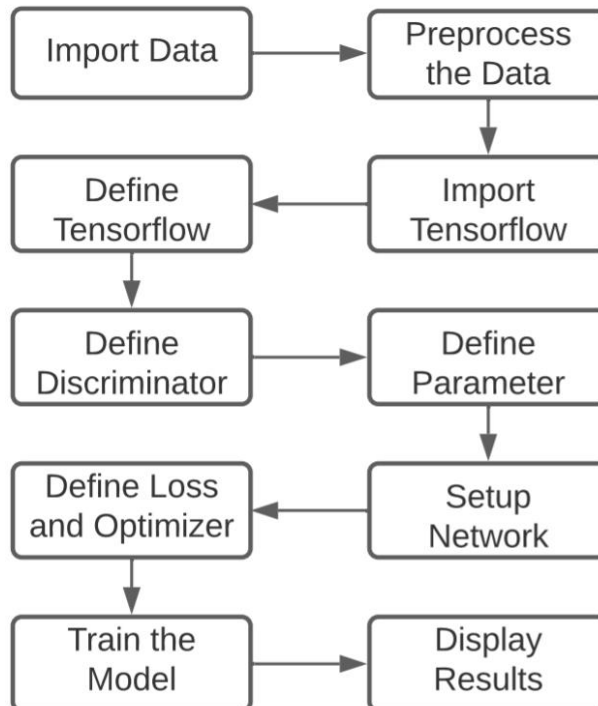 Import Data
Preprocess
the Data
Define
Tensorflow
Import
Tensorflow
Define
Discriminator
Define
Parameter
Define Loss
and Optimizer
Setup
Network
Train the
Model
Display
Results